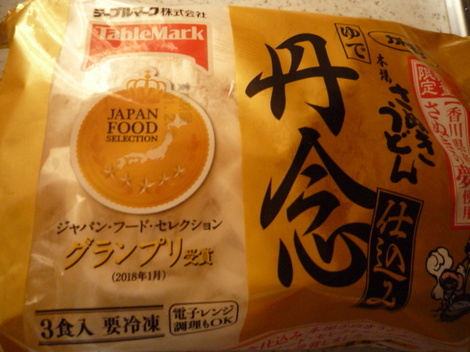 テーブルマーク株式会社
TableMark
JAPAN
FOOD
SELECTION
ジャパン・フード・セレクション
グランプリ受賞
(2018年1月)
3食入 要冷凍
電子レンジ
調理もOK
ゆで
本場
さぬき
うどん
丹念
仕込み
限定
香川県
さぬき